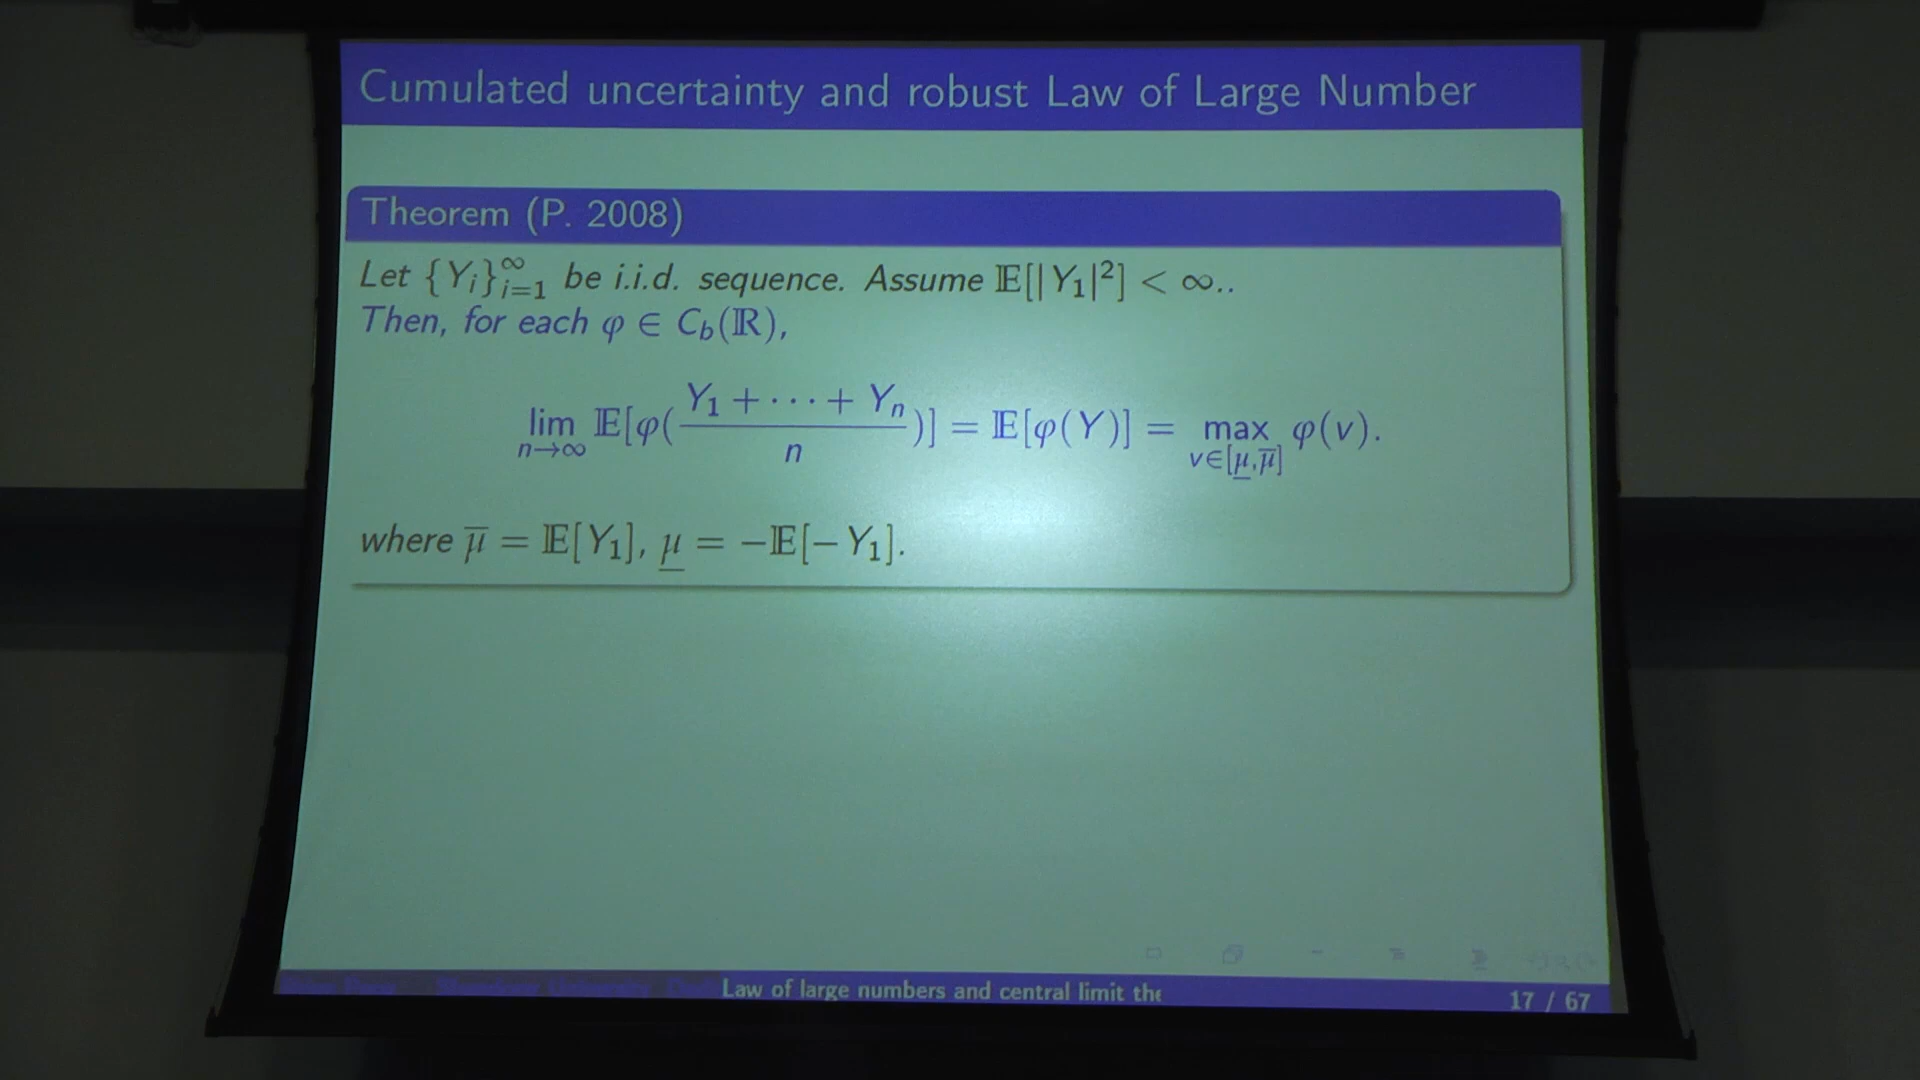 Cumulated uncertainty and robust Law of Large Number
Theorem (P. 2008)
Let {Y_i}_{i=1}^∞ be i.i.d. sequence. Assume 𝔼[|Y_1|^2] < ∞..
Then, for each φ ∈ C_b(ℝ),
lim_{n→∞} 𝔼[φ((Y_1 + ⋯ + Y_n)/n)] = 𝔼[φ(Y)] = max_{v∈[μ̲,μ̅]} φ(v).
where μ̅ = 𝔼[Y_1], μ̲ = −𝔼[−Y_1].
Law of large numbers and central limit the
17 / 67